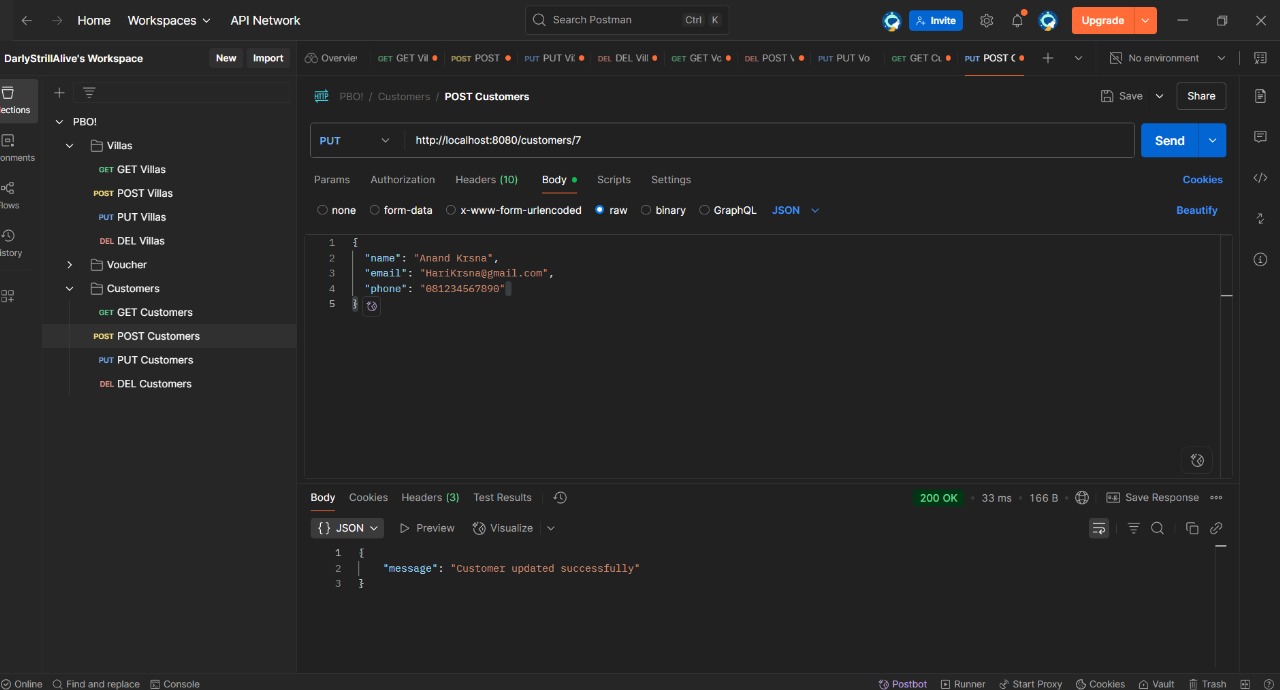 Home Workspaces API Network Search Postman Ctrl K Invite Upgrade
DarlyStrillAlive's Workspace New Import Overvie GET GET Vil POST POST PUT PUT Vi DEL DEL Vill GET GET Vc DEL POST V PUT PUT Vo GET GET Cu PUT POST C No environment
lections
onments
lows
istory
PBO!
Villas
GET GET Villas
POST POST Villas
PUT PUT Villas
DEL DEL Villas
Voucher
Customers
GET GET Customers
POST POST Customers
PUT PUT Customers
DEL DEL Customers
HTTP PBO! / Customers / POST Customers Save Share
PUT http://localhost:8080/customers/7 Send
Params Authorization Headers (10) Body Scripts Settings Cookies
none form-data x-www-form-urlencoded raw binary GraphQL JSON Beautify
1 {
2 "name": "Anand Krsna",
3 "email": "HariKrsna@gmail.com",
4 "phone": "081234567890"
5 }
Body Cookies Headers (3) Test Results 200 OK 33 ms 166 B Save Response
{} JSON Preview Visualize
1 {
2 "message": "Customer updated successfully"
3 }
Online Find and replace Console Postbot Runner Start Proxy Cookies Vault Trash